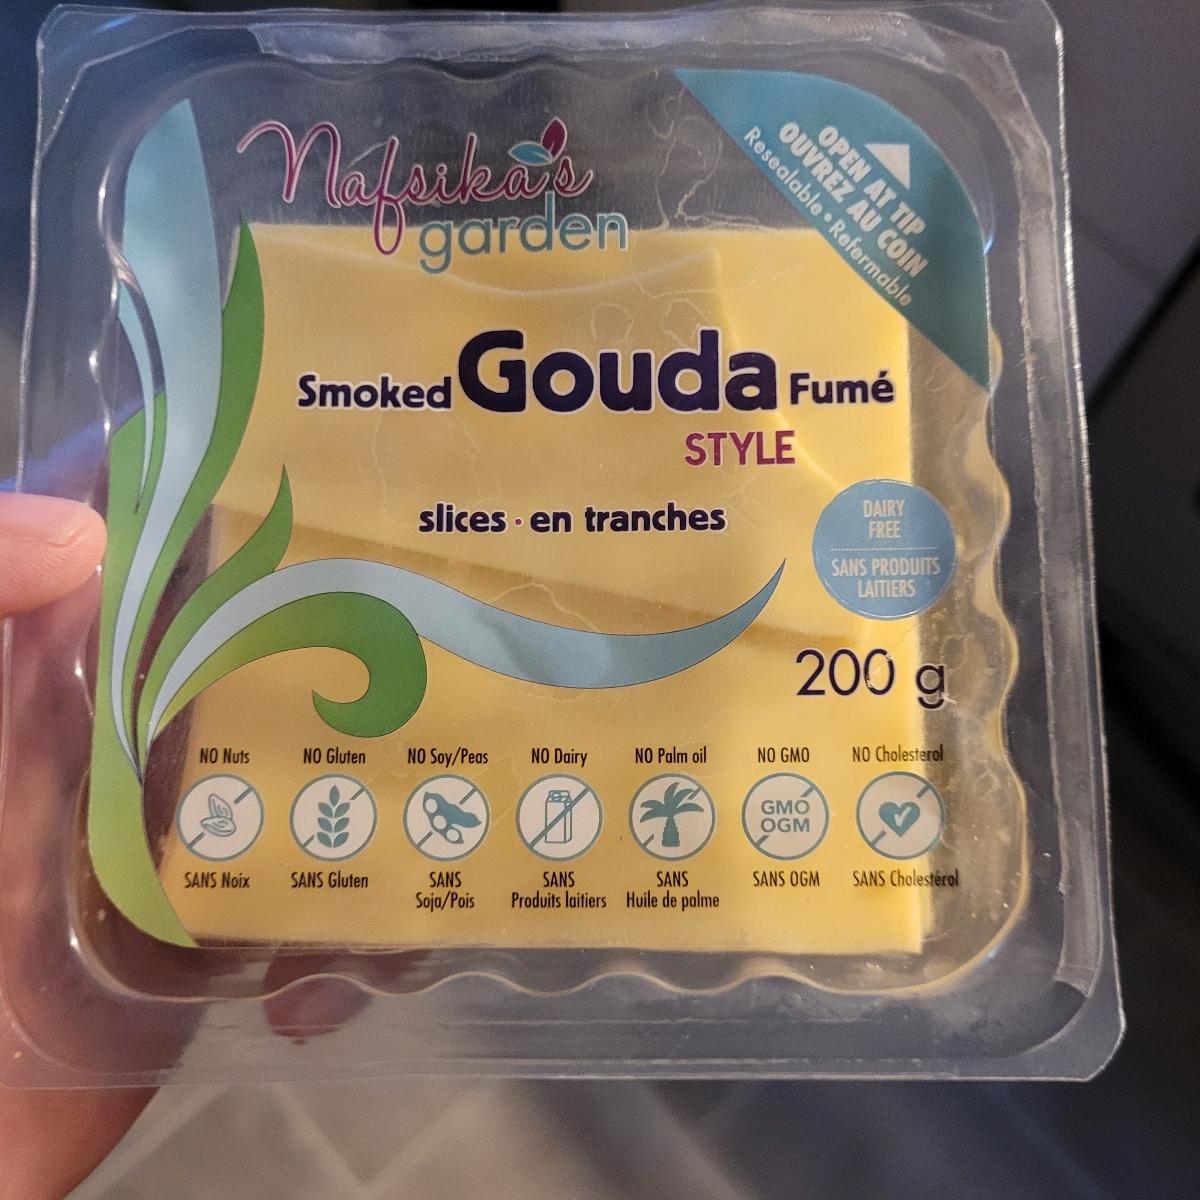 Nafsika's
garden
OPEN AT TIP
OUVREZ AU COIN
Resealable • Refermable
Smoked Gouda Fumé
STYLE
slices • en tranches
DAIRY
FREE
SANS PRODUITS
LAITIERS
200 g
NO Nuts
NO Gluten
NO Soy/Peas
NO Dairy
NO Palm oil
NO GMO
NO Cholesterol
GMO
OGM
SANS Noix
SANS Gluten
SANS
Soja/Pois
SANS
Produits laitiers
SANS
Huile de palme
SANS OGM
SANS Cholestérol